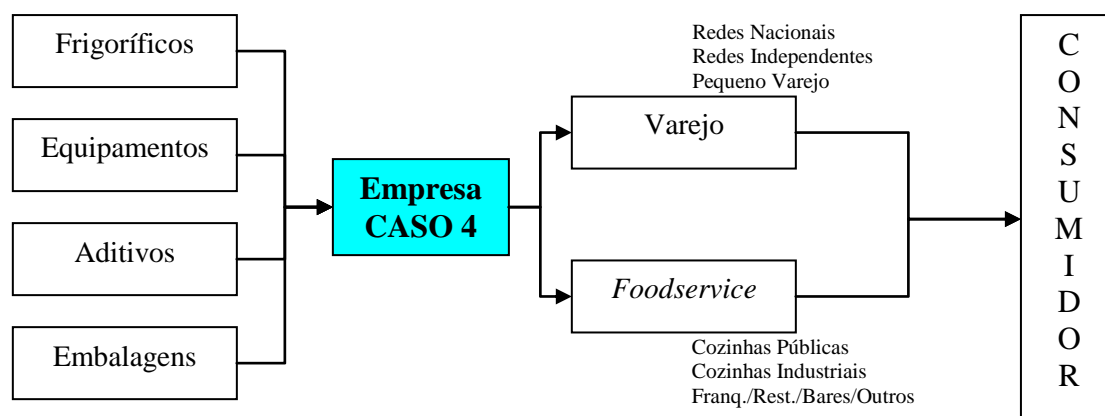 Frigoríficos
Equipamentos
Aditivos
Embalagens
Empresa
CASO 4
Redes Nacionais
Redes Independentes
Pequeno Varejo
Varejo
Foodservice
Cozinhas Públicas
Cozinhas Industriais
Franq./Rest./Bares/Outros
C
O
N
S
U
M
I
D
O
R